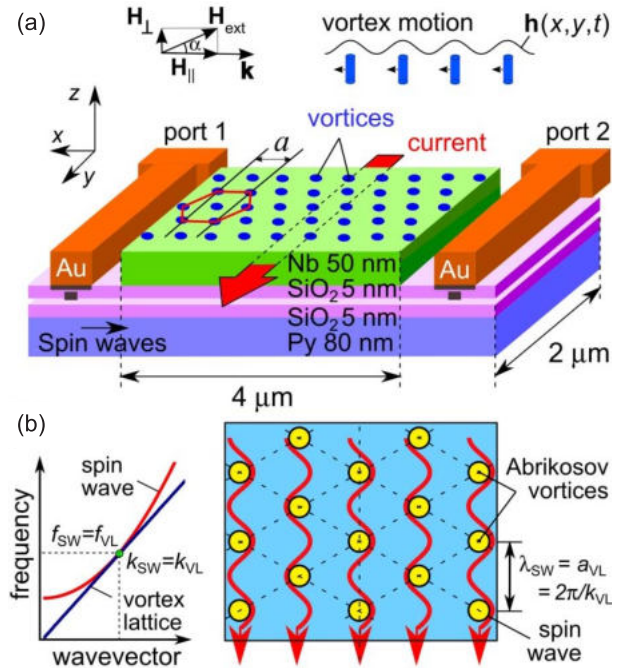 (a)
H⊥
H
ext
α
H||
k
vortex motion
h(x,y,t)
z
x
y
port 1
a
vortices
current
port 2
Au
Au
Nb 50 nm
SiO₂ 5 nm
SiO₂ 5 nm
Py 80 nm
Spin waves
4 μm
2 μm
(b)
frequency
spin
wave
fSW=fVL
kSW=kVL
vortex
lattice
wavevector
Abrikosov
vortices
λSW = aVL
= 2π/kVL
spin
wave